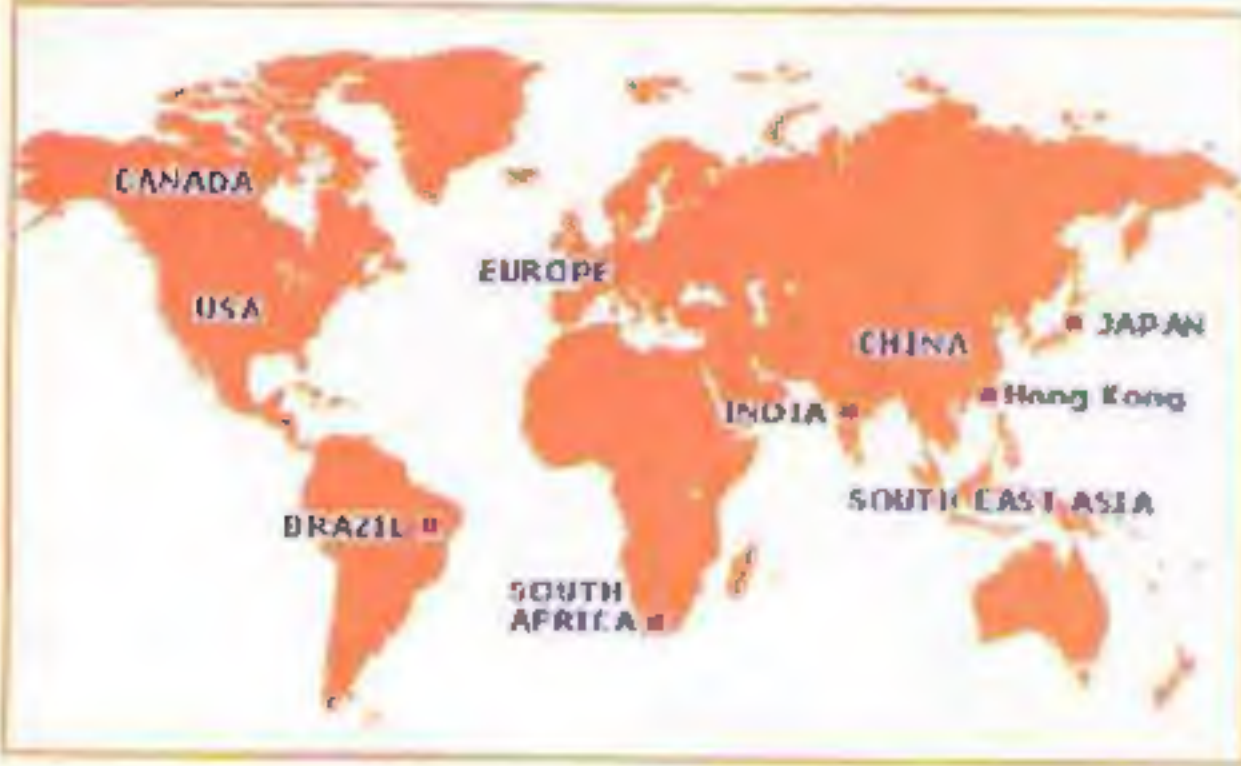 CANADA
EUROPE
USA
JAPAN
CHINA
Hong Kong
INDIA
SOUTH EAST ASIA
BRAZIL
SOUTH
AFRICA